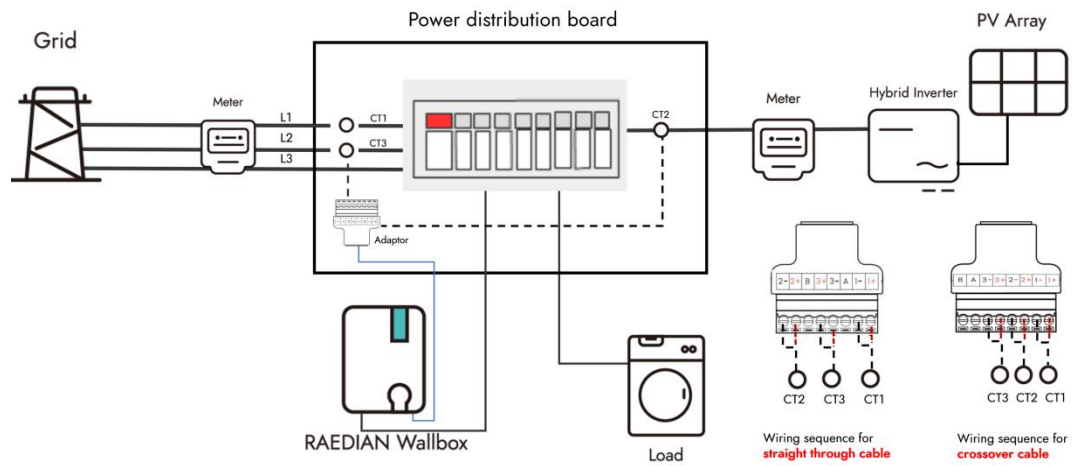 Power distribution board
PV Array
Grid
Meter
L1
CT1
L2
CT3
L3
CT2
Meter
Hybrid Inverter
Adaptor
2- 2+ B 3+ 3- A 1- 1+
B A 3- 3+ 2- 2+ 1- 1+
CT2 CT3 CT1
CT3 CT2 CT1
RAEDIAN Wallbox
Load
Wiring sequence for
straight through cable
Wiring sequence for
crossover cable